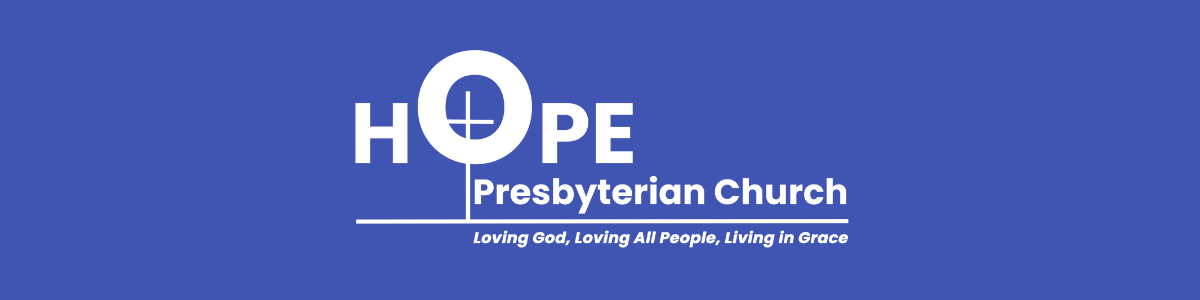 HOPE
Presbyterian Church
Loving God, Loving All People, Living in Grace